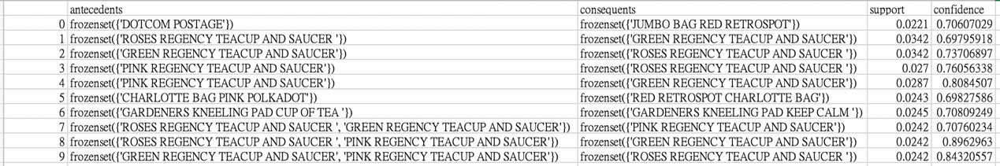 antecedents consequents support confidence
0 frozenset({'DOTCOM POSTAGE'}) frozenset({'JUMBO BAG RED RETROSPOT'}) 0.0221 0.70607029
1 frozenset({'ROSES REGENCY TEACUP AND SAUCER '}) frozenset({'GREEN REGENCY TEACUP AND SAUCER'}) 0.0342 0.69795918
2 frozenset({'GREEN REGENCY TEACUP AND SAUCER'}) frozenset({'ROSES REGENCY TEACUP AND SAUCER '}) 0.0342 0.73706897
3 frozenset({'PINK REGENCY TEACUP AND SAUCER'}) frozenset({'ROSES REGENCY TEACUP AND SAUCER '}) 0.027 0.76056338
4 frozenset({'PINK REGENCY TEACUP AND SAUCER'}) frozenset({'GREEN REGENCY TEACUP AND SAUCER'}) 0.0287 0.8084507
5 frozenset({'CHARLOTTE BAG PINK POLKADOT'}) frozenset({'RED RETROSPOT CHARLOTTE BAG'}) 0.0243 0.69827586
6 frozenset({'GARDENERS KNEELING PAD CUP OF TEA '}) frozenset({'GARDENERS KNEELING PAD KEEP CALM '}) 0.0245 0.70809249
7 frozenset({'ROSES REGENCY TEACUP AND SAUCER ', 'GREEN REGENCY TEACUP AND SAUCER'}) frozenset({'PINK REGENCY TEACUP AND SAUCER'}) 0.0242 0.70760234
8 frozenset({'ROSES REGENCY TEACUP AND SAUCER ', 'PINK REGENCY TEACUP AND SAUCER'}) frozenset({'GREEN REGENCY TEACUP AND SAUCER'}) 0.0242 0.8962963
9 frozenset({'GREEN REGENCY TEACUP AND SAUCER', 'PINK REGENCY TEACUP AND SAUCER'}) frozenset({'ROSES REGENCY TEACUP AND SAUCER '}) 0.0242 0.84320557